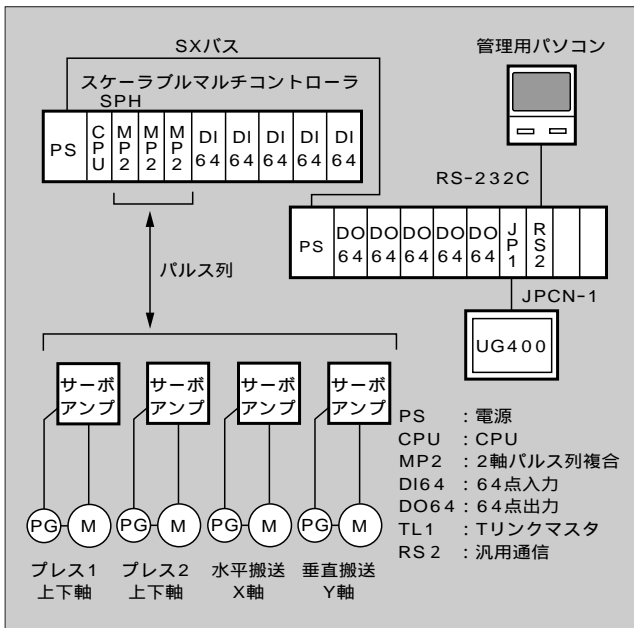 SXバス
管理用パソコン
スケーラブルマルチコントローラ
SPH
PS
CPU
MP2
MP2
MP2
DI64
DI64
DI64
DI64
DI64
RS-232C
PS
DO64
DO64
DO64
DO64
DO64
JP1
RS2
パルス列
JPCN-1
UG400
サーボアンプ
サーボアンプ
サーボアンプ
サーボアンプ
PG
M
PG
M
PG
M
PG
M
プレス1
上下軸
プレス2
上下軸
水平搬送
X軸
垂直搬送
Y軸
PS :電源
CPU :CPU
MP2 :2軸パルス列複合
DI64 :64点入力
DO64:64点出力
TL1 :Tリンクマスタ
RS2 :汎用通信